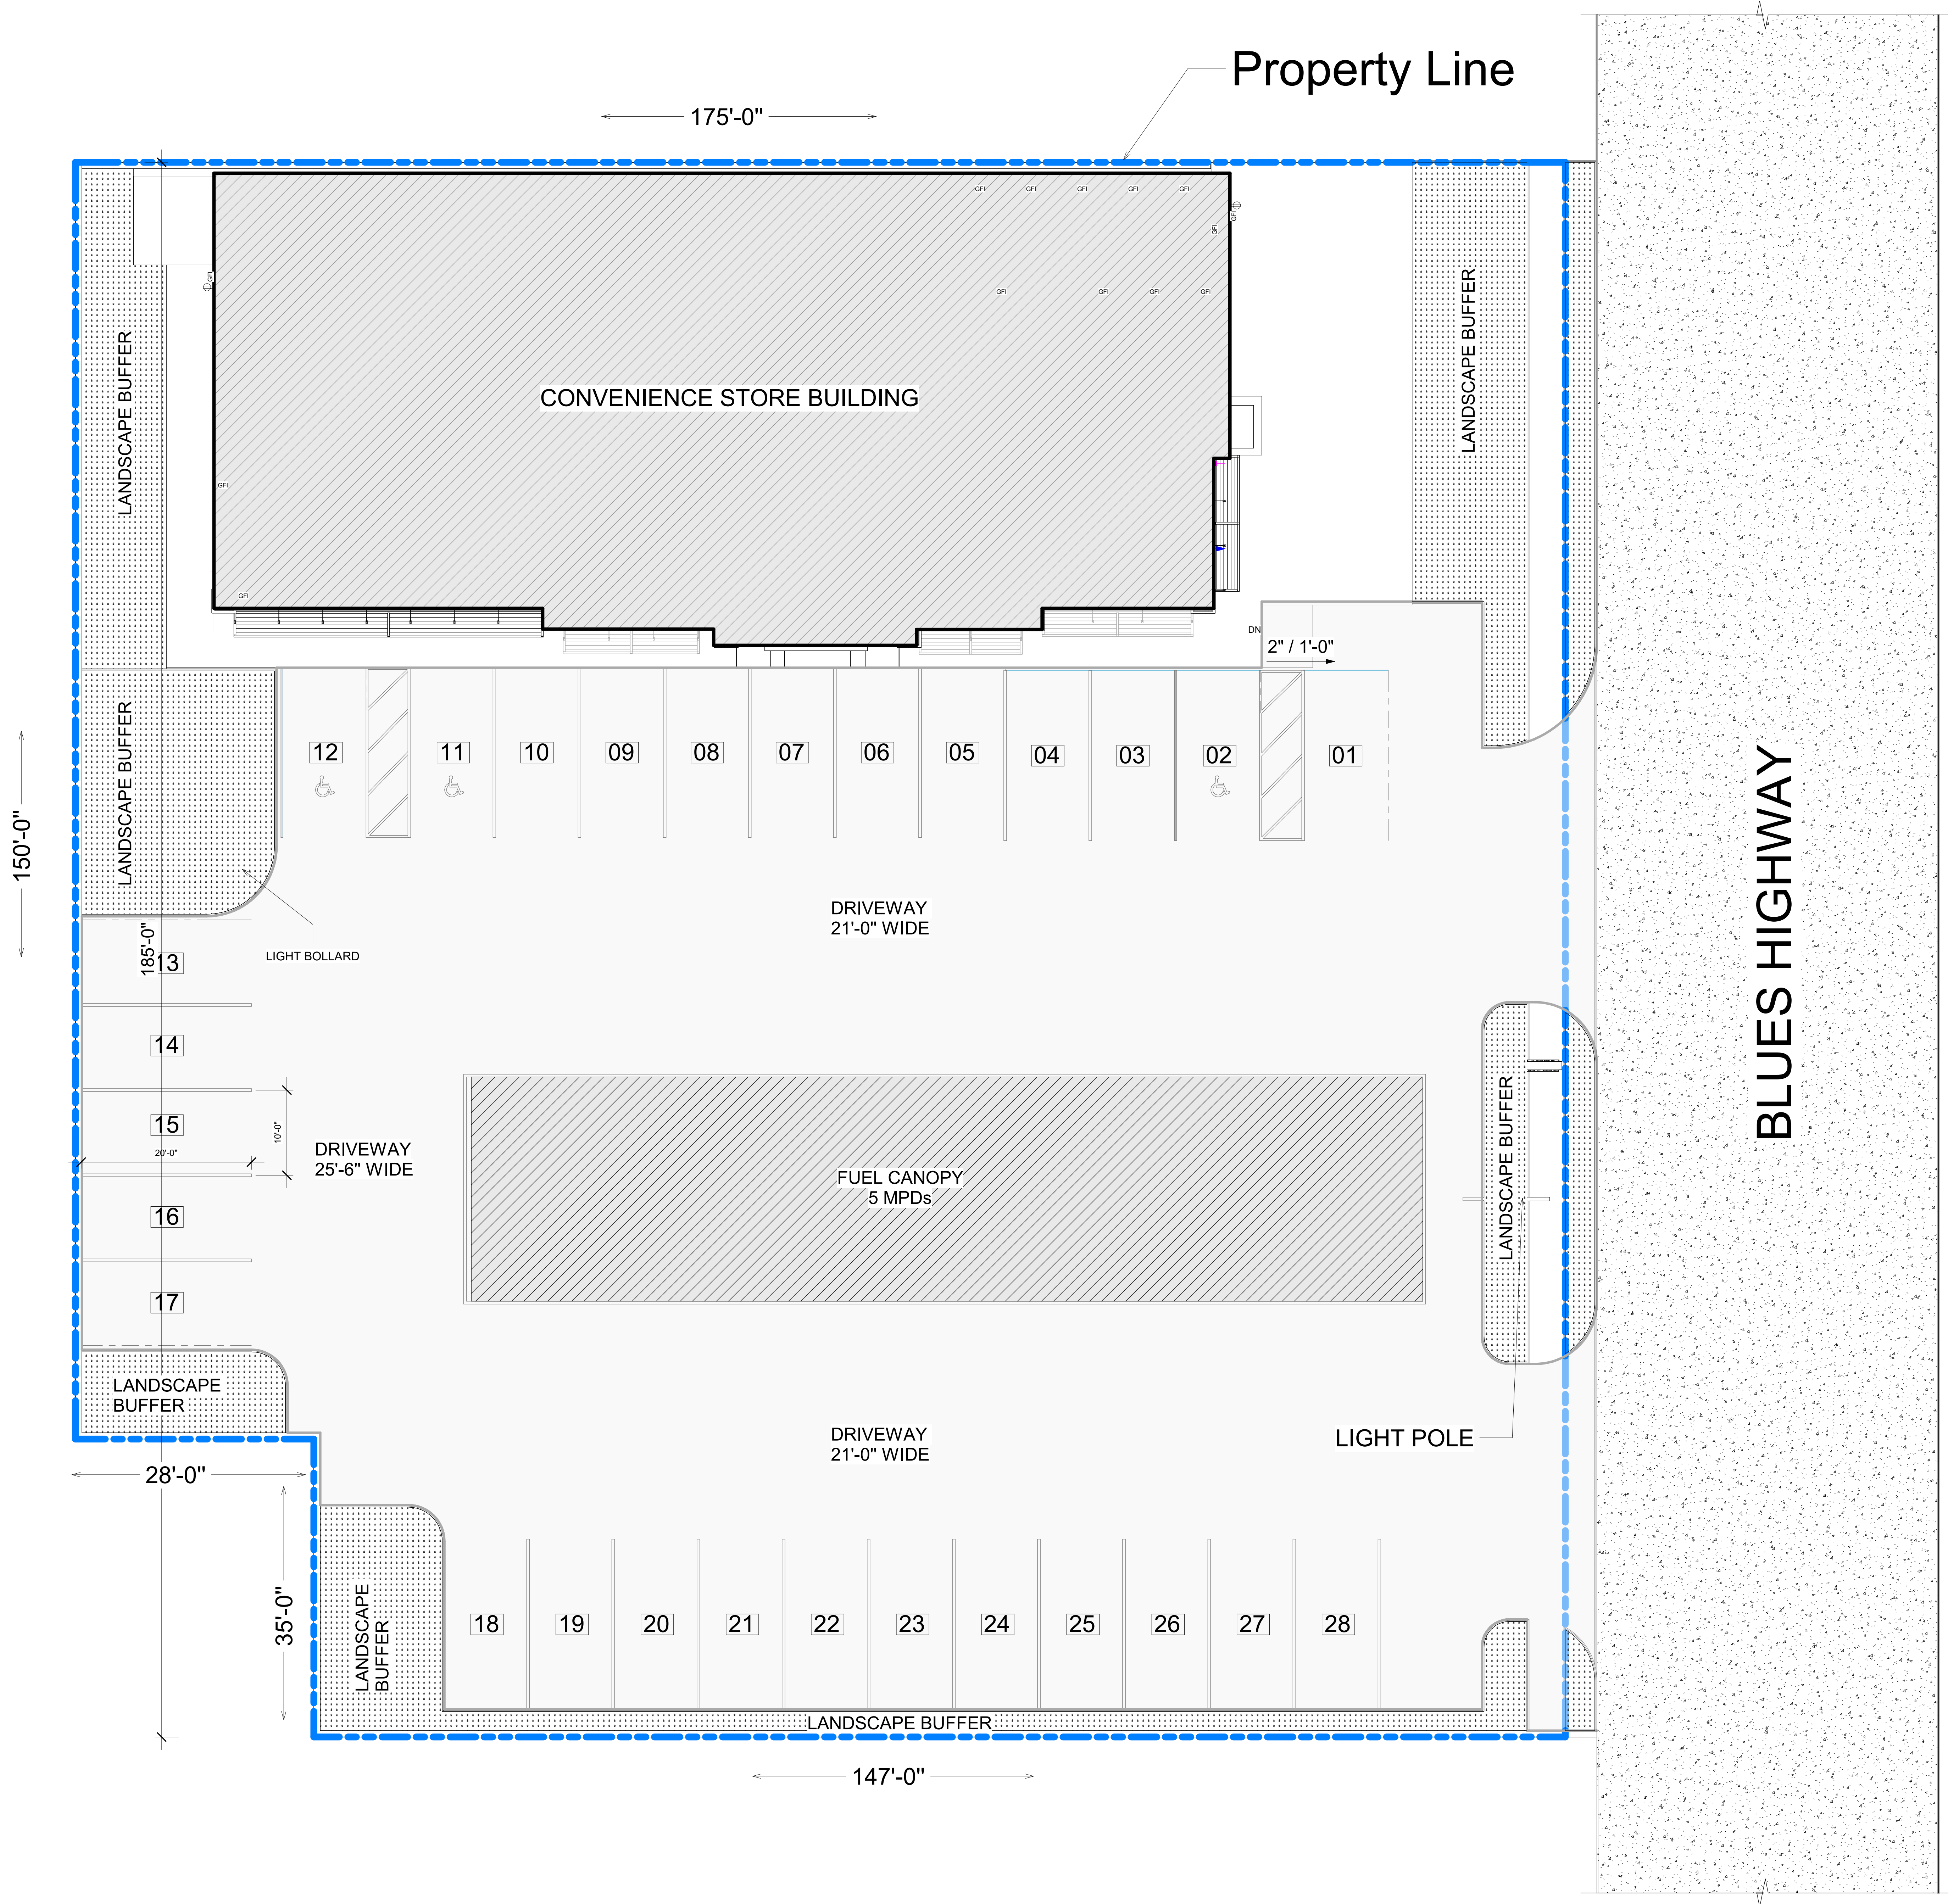 Property Line
175'-0"
GFI GFI GFI GFI GFI
GFI
GFI
GFI
GFI GFI GFI GFI
LANDSCAPE BUFFER
LANDSCAPE BUFFER
CONVENIENCE STORE BUILDING
GFI
GFI
DN
2" / 1'-0"
LANDSCAPE BUFFER
12 11 10 09 08 07 06 05 04 03 02 01
150'-0"
BLUES HIGHWAY
DRIVEWAY
21'-0" WIDE
185'-0"
LIGHT BOLLARD
13
14
15
10'-0"
20'-0"
DRIVEWAY
25'-6" WIDE
FUEL CANOPY
5 MPDs
LANDSCAPE BUFFER
16
17
LANDSCAPE
BUFFER
DRIVEWAY
21'-0" WIDE
LIGHT POLE
28'-0"
35'-0"
LANDSCAPE
BUFFER
18 19 20 21 22 23 24 25 26 27 28
LANDSCAPE BUFFER
147'-0"